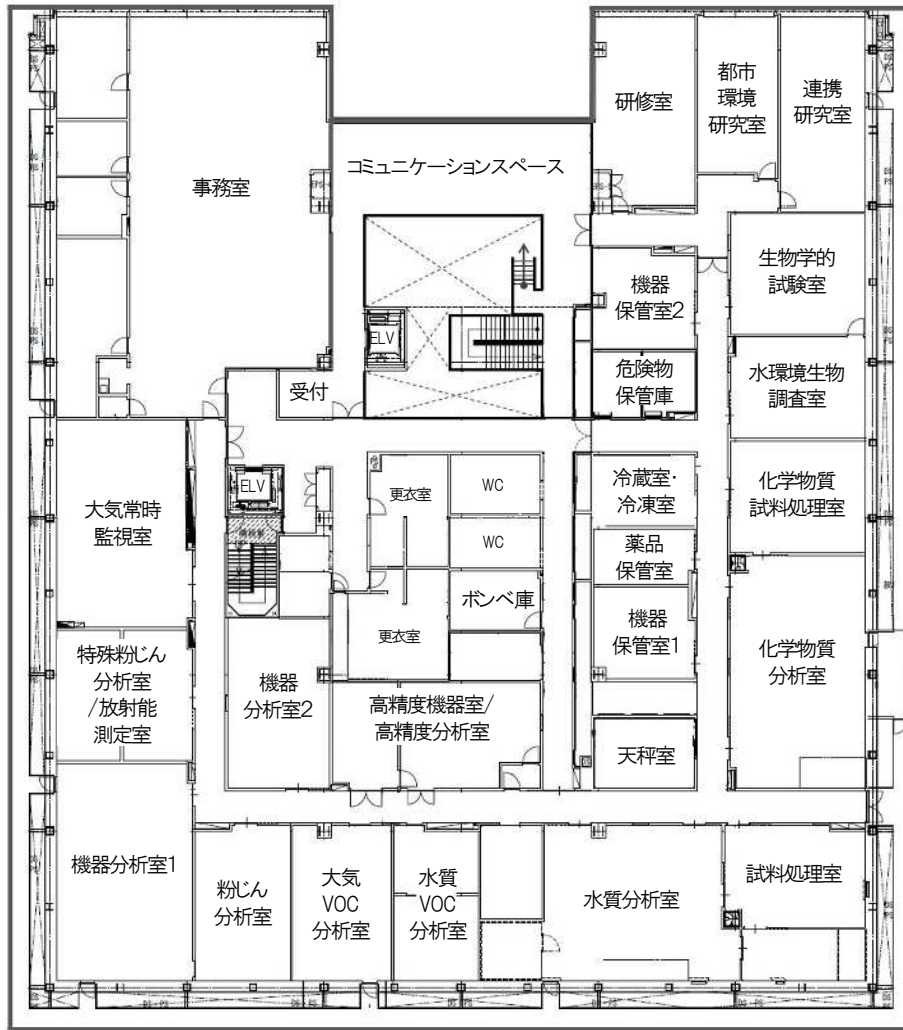 研修室
都市
環境
研究室
連携
研究室
コミュニケーションスペース
事務室
EPS
生物学的
試験室
機器
保管室2
ELV
危険物
保管庫
水環境生物
調査室
受付
大気常時
監視室
ELV
更衣室
WC
WC
冷蔵室・
冷凍室
薬品
保管室
化学物質
試料処理室
ボンベ庫
更衣室
機器
保管室1
化学物質
分析室
特殊粉じん
分析室
/放射能
測定室
機器
分析室2
高精度機器室/
高精度分析室
天秤室
機器分析室1
粉じん
分析室
大気
VOC
分析室
水質
VOC
分析室
水質分析室
試料処理室
DS・PS
DS・PS
DS・PS
DS・PS